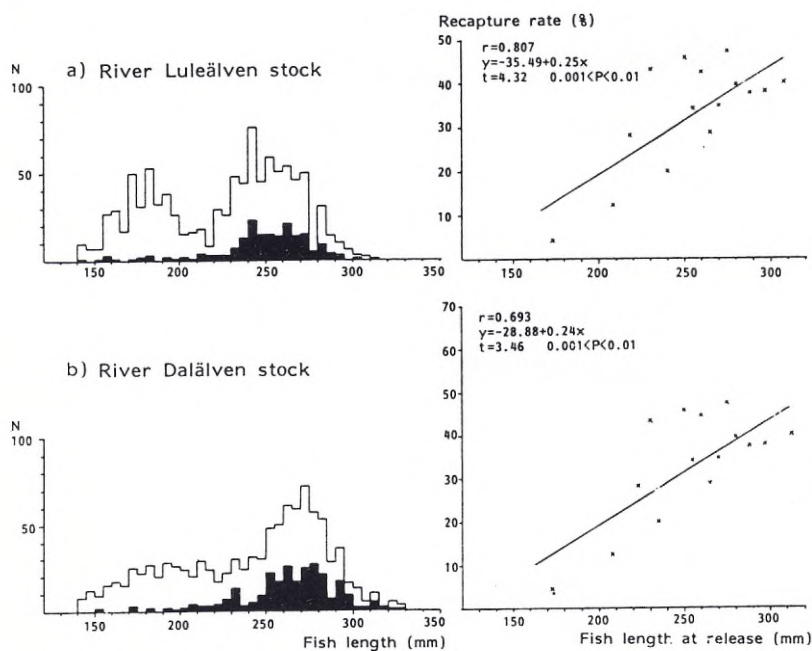 Recapture rate (%)
N
a) River Luleälven stock
r=0.807
y=-35.49+0.25x
t=4.32 0.001<P<0.01
100
50
50
40
30
20
10
150 200 250 300 350
200 250 300
b) River Dalälven stock
r=0.693
y=-28.88+0.24x
t=3.46 0.001<P<0.01
N
100
50
70
60
50
40
30
20
10
150 200 250 300 350
200 250 300
Fish length (mm)
Fish length at release (mm)